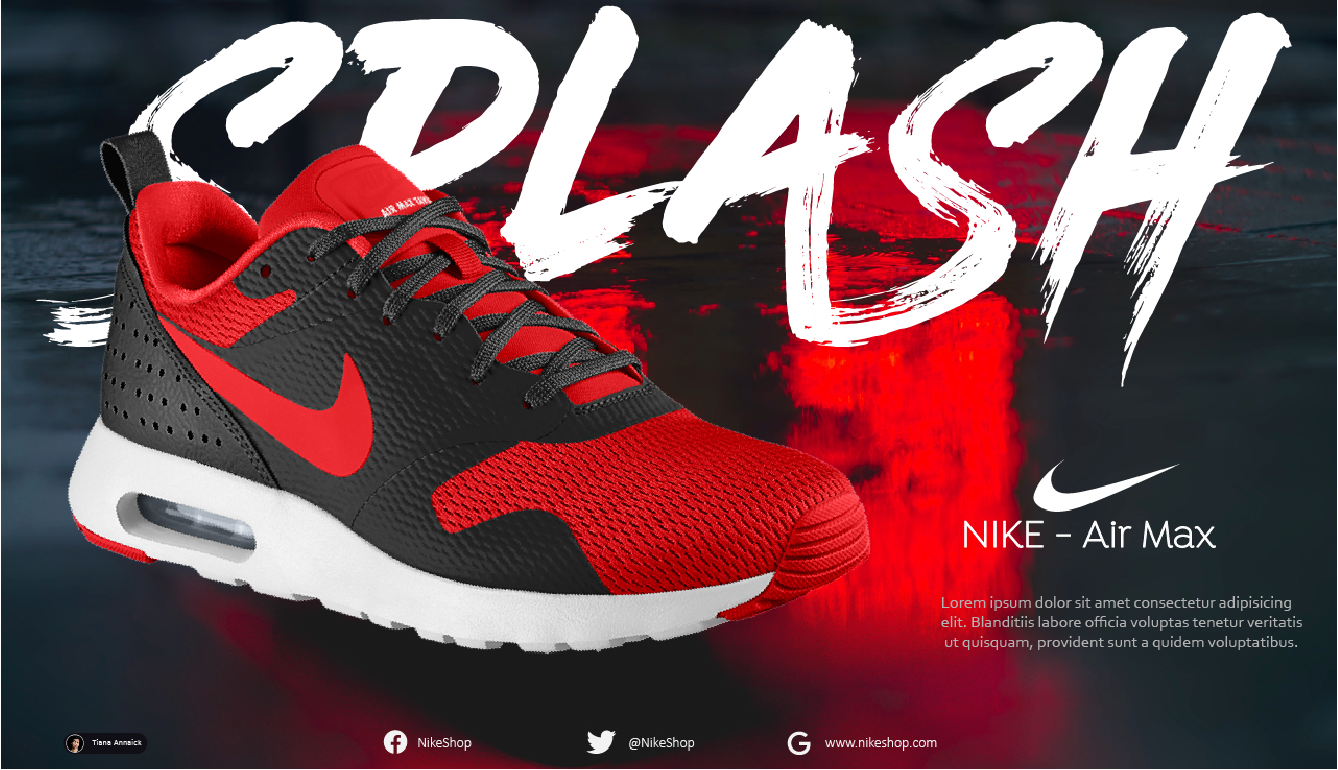 SPLASH
AIR MAX TAVAS
NIKE - Air Max
Lorem ipsum dolor sit amet consectetur adipisicing
elit. Blanditiis labore officia voluptas tenetur veritatis
ut quisquam, provident sunt a quidem voluptatibus.
Tiana Annaick
NikeShop
@NikeShop
www.nikeshop.com